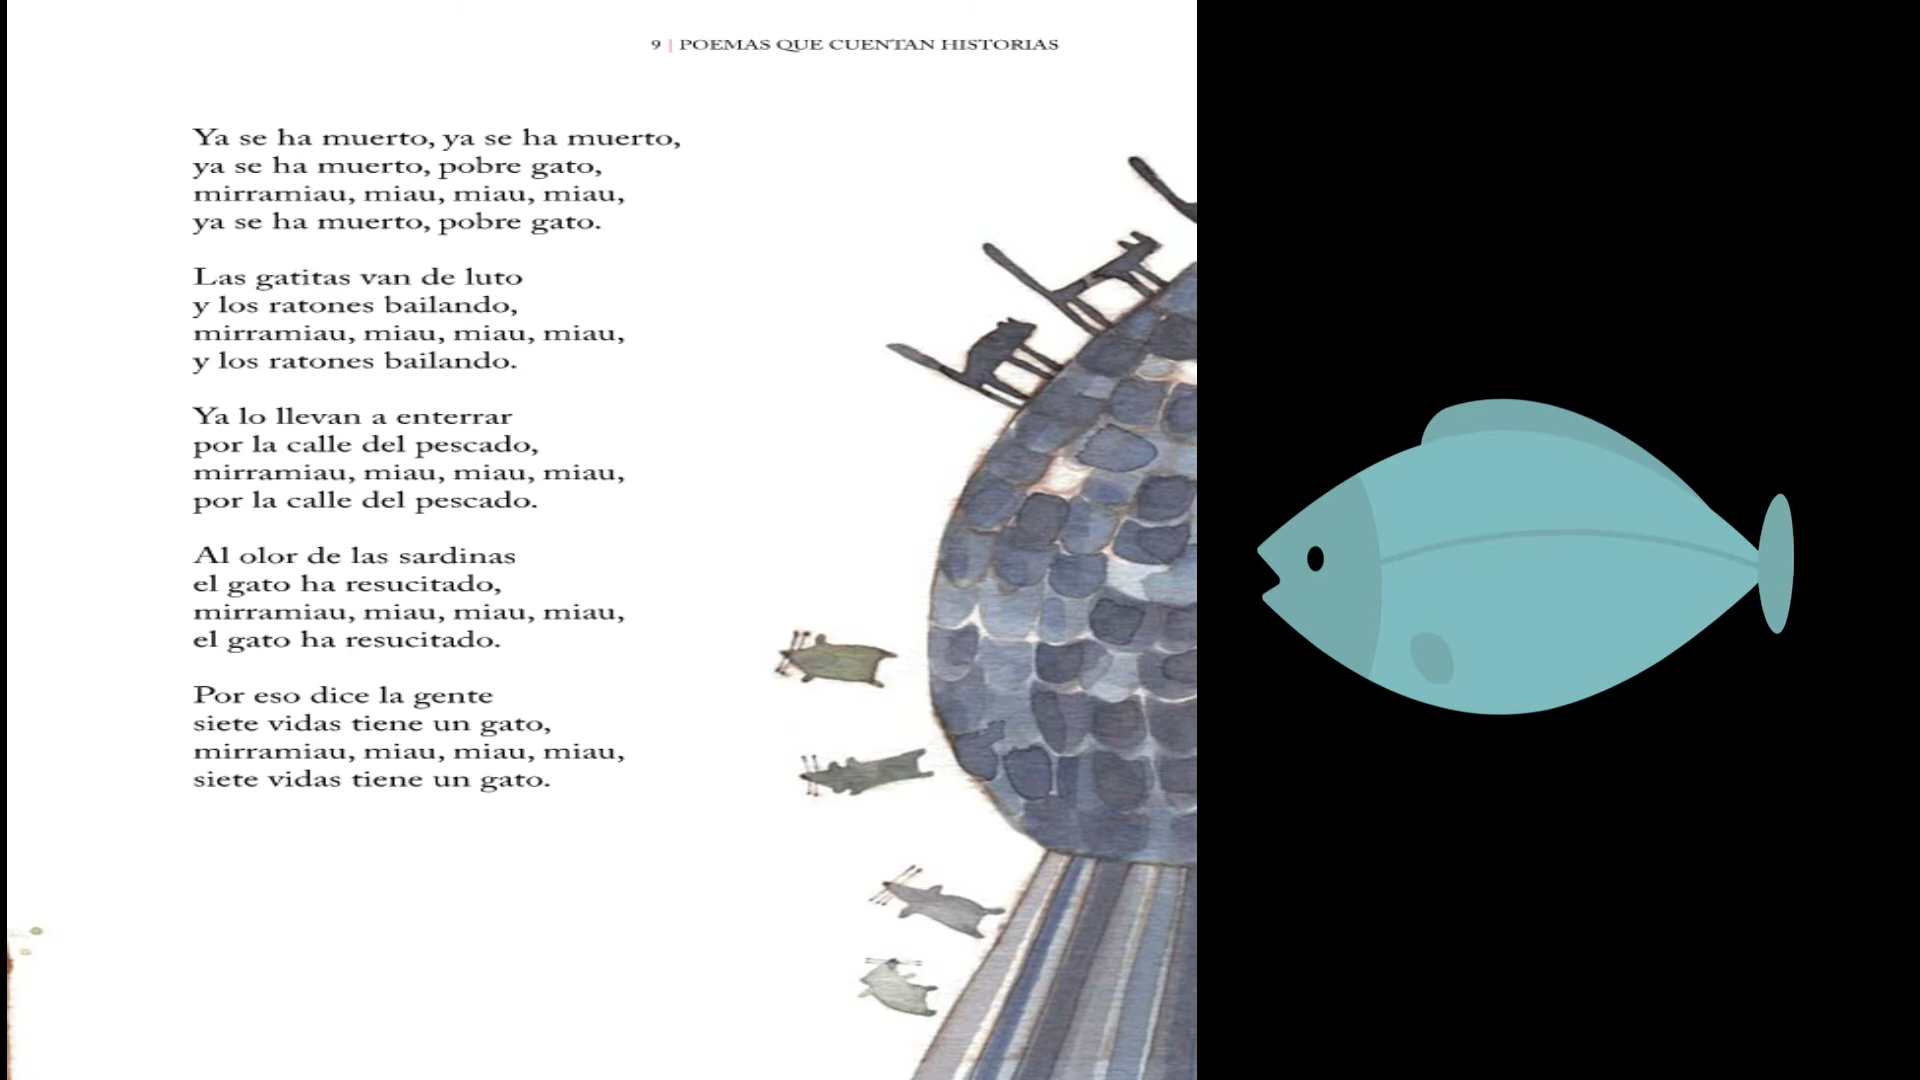 9 | POEMAS QUE CUENTAN HISTORIAS
Ya se ha muerto, ya se ha muerto,
ya se ha muerto, pobre gato,
mirramiau, miau, miau, miau,
ya se ha muerto, pobre gato.
Las gatitas van de luto
y los ratones bailando,
mirramiau, miau, miau, miau,
y los ratones bailando.
Ya lo llevan a enterrar
por la calle del pescado,
mirramiau, miau, miau, miau,
por la calle del pescado.
Al olor de las sardinas
el gato ha resucitado,
mirramiau, miau, miau, miau,
el gato ha resucitado.
Por eso dice la gente
siete vidas tiene un gato,
mirramiau, miau, miau, miau,
siete vidas tiene un gato.